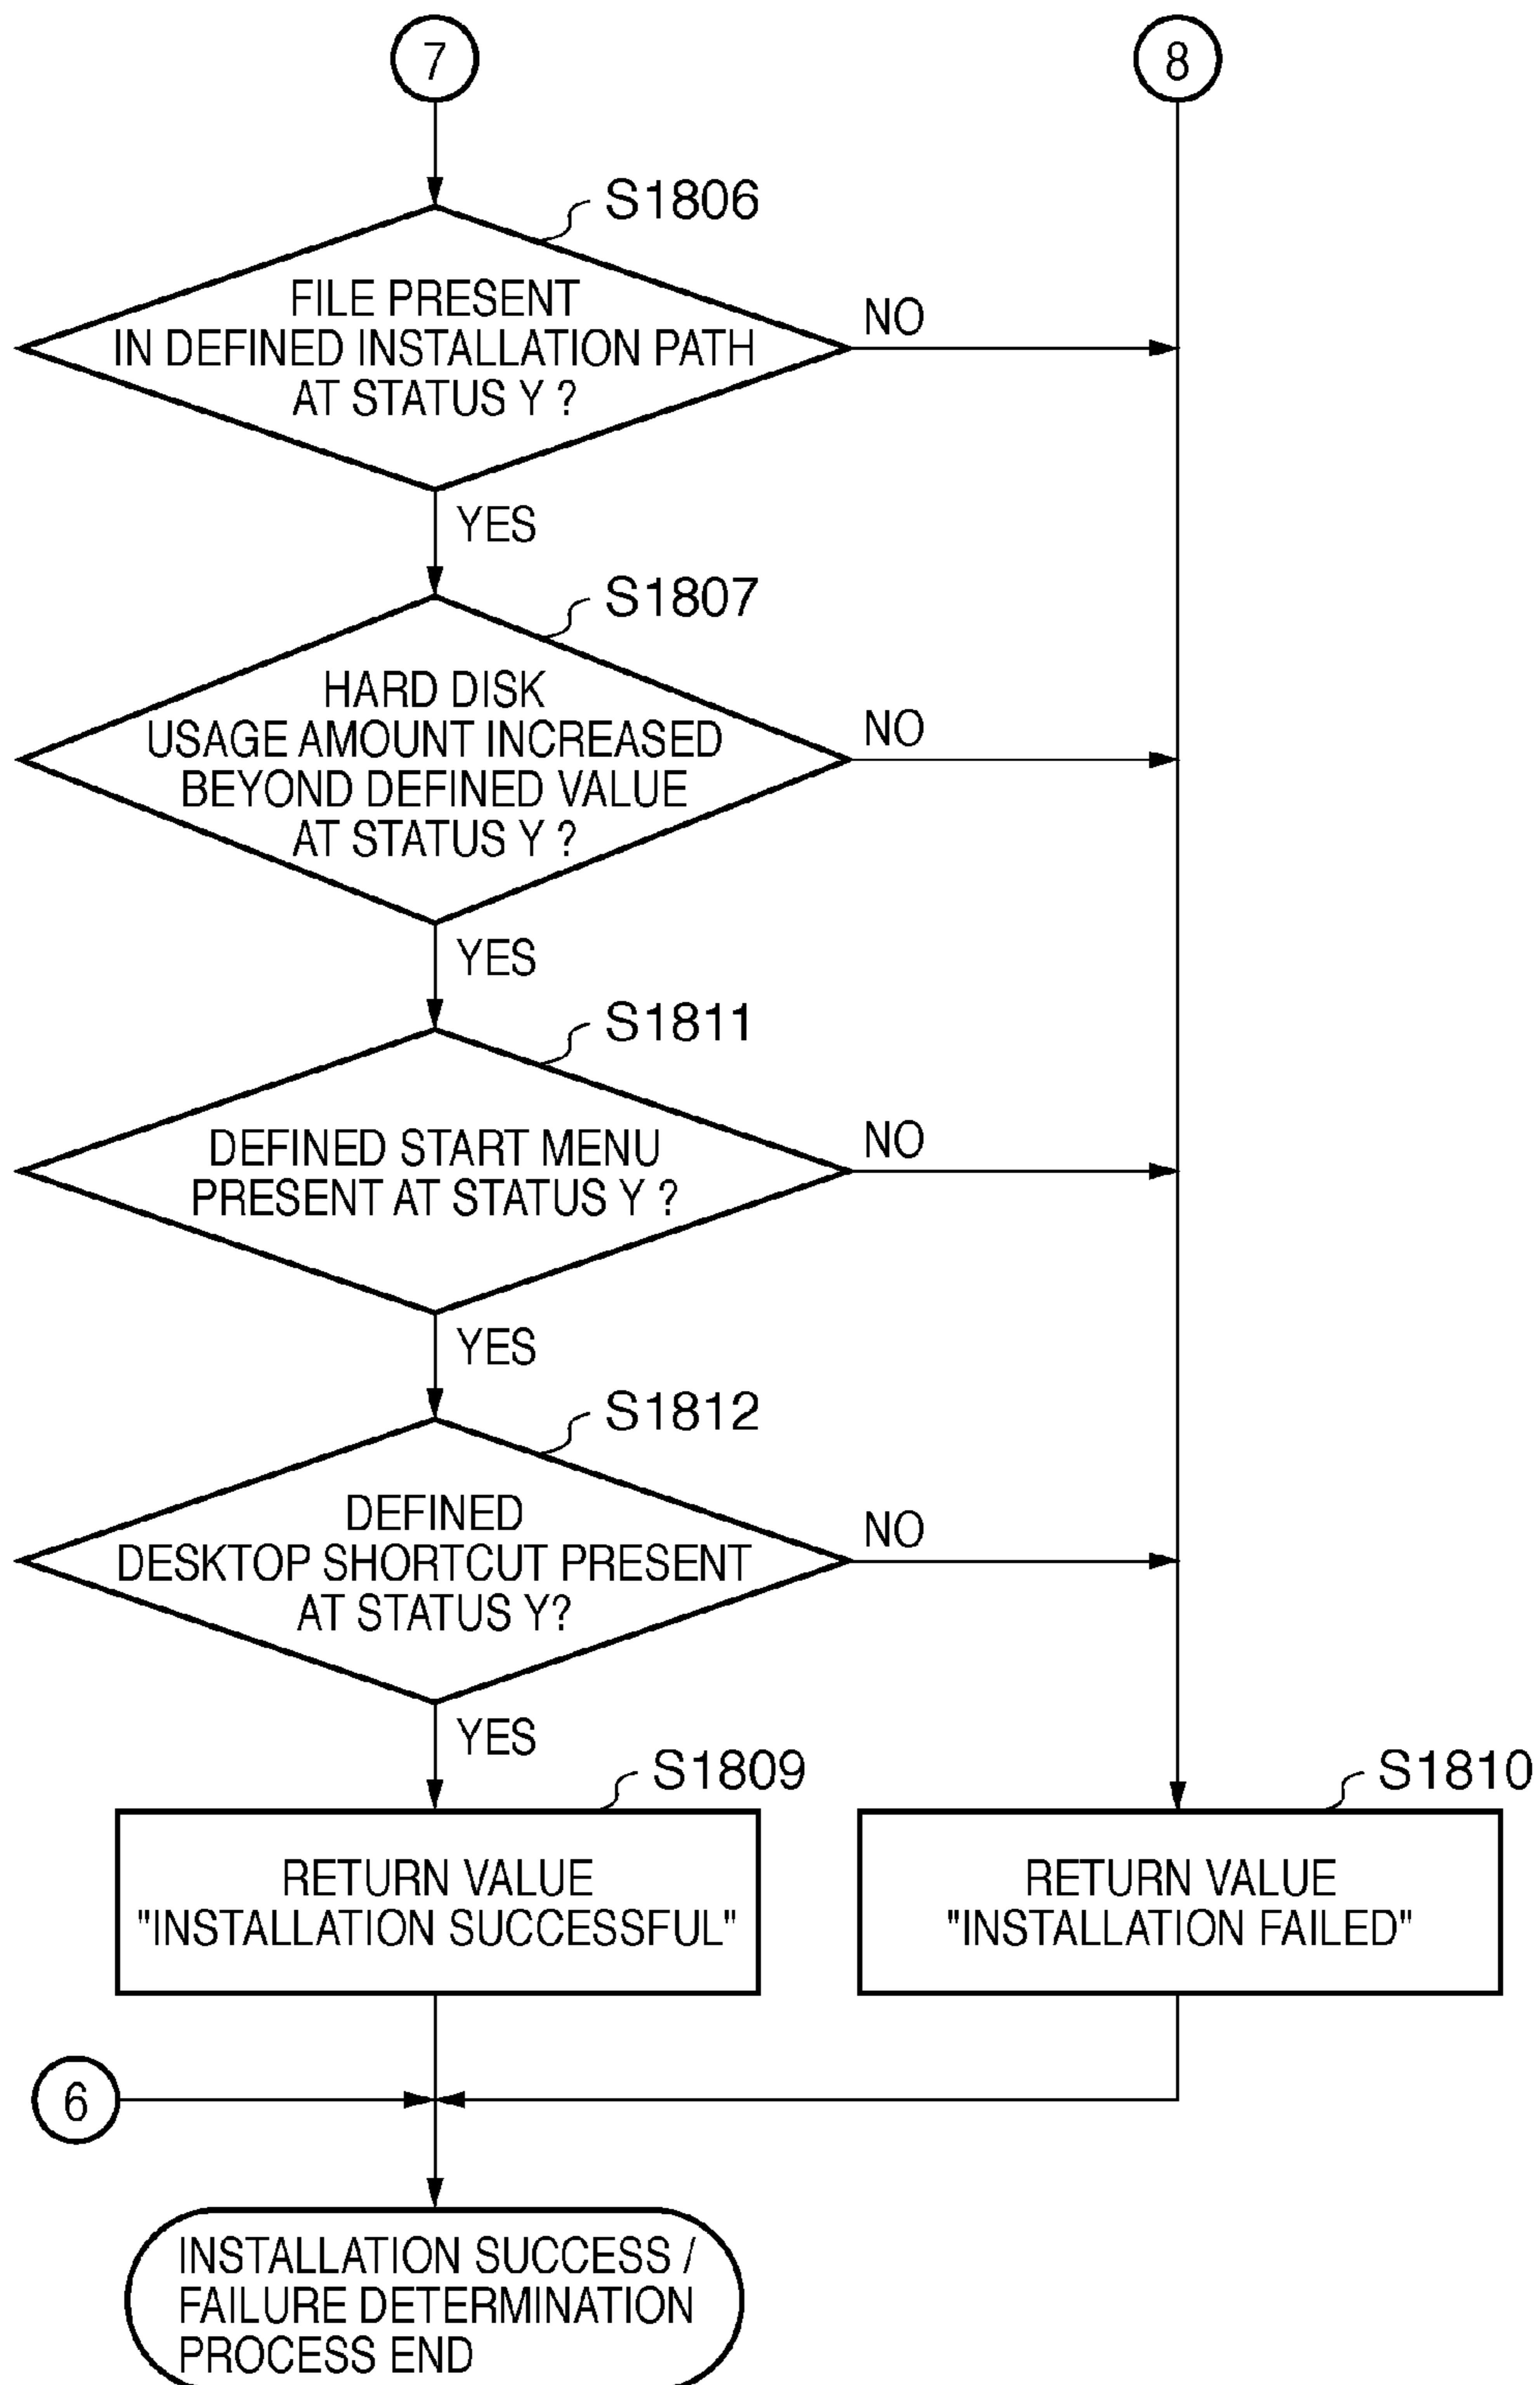 7
8
S1806
FILE PRESENT
IN DEFINED INSTALLATION PATH
AT STATUS Y ?
NO
YES
S1807
HARD DISK
USAGE AMOUNT INCREASED
BEYOND DEFINED VALUE
AT STATUS Y ?
NO
YES
S1811
DEFINED START MENU
PRESENT AT STATUS Y ?
NO
YES
S1812
DEFINED
DESKTOP SHORTCUT PRESENT
AT STATUS Y?
NO
YES
S1809
RETURN VALUE
"INSTALLATION SUCCESSFUL"
S1810
RETURN VALUE
"INSTALLATION FAILED"
6
INSTALLATION SUCCESS /
FAILURE DETERMINATION
PROCESS END